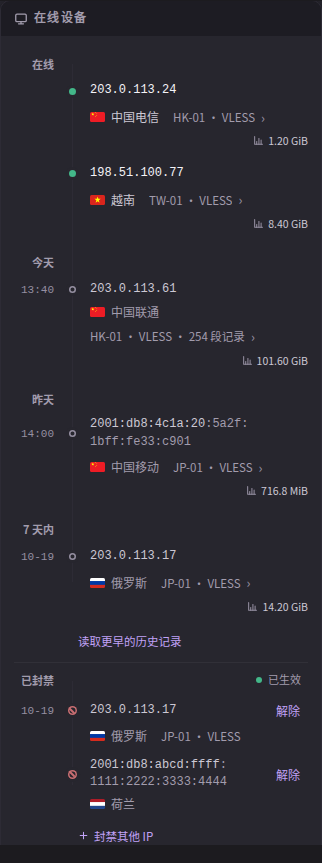 在线设备
在线
203.0.113.24
中国电信 HK-01 • VLESS ›
1.20 GiB
198.51.100.77
越南 TW-01 • VLESS ›
8.40 GiB
今天
13:40 203.0.113.61
中国联通
HK-01 • VLESS • 254 段记录 ›
101.60 GiB
昨天
14:00 2001:db8:4c1a:20:5a2f:
1bff:fe33:c901
中国移动 JP-01 • VLESS ›
716.8 MiB
7 天内
10-19 203.0.113.17
俄罗斯 JP-01 • VLESS ›
14.20 GiB
读取更早的历史记录
已封禁 已生效
10-19 203.0.113.17 解除
俄罗斯 JP-01 • VLESS
2001:db8:abcd:ffff:
1111:2222:3333:4444 解除
荷兰
+ 封禁其他 IP